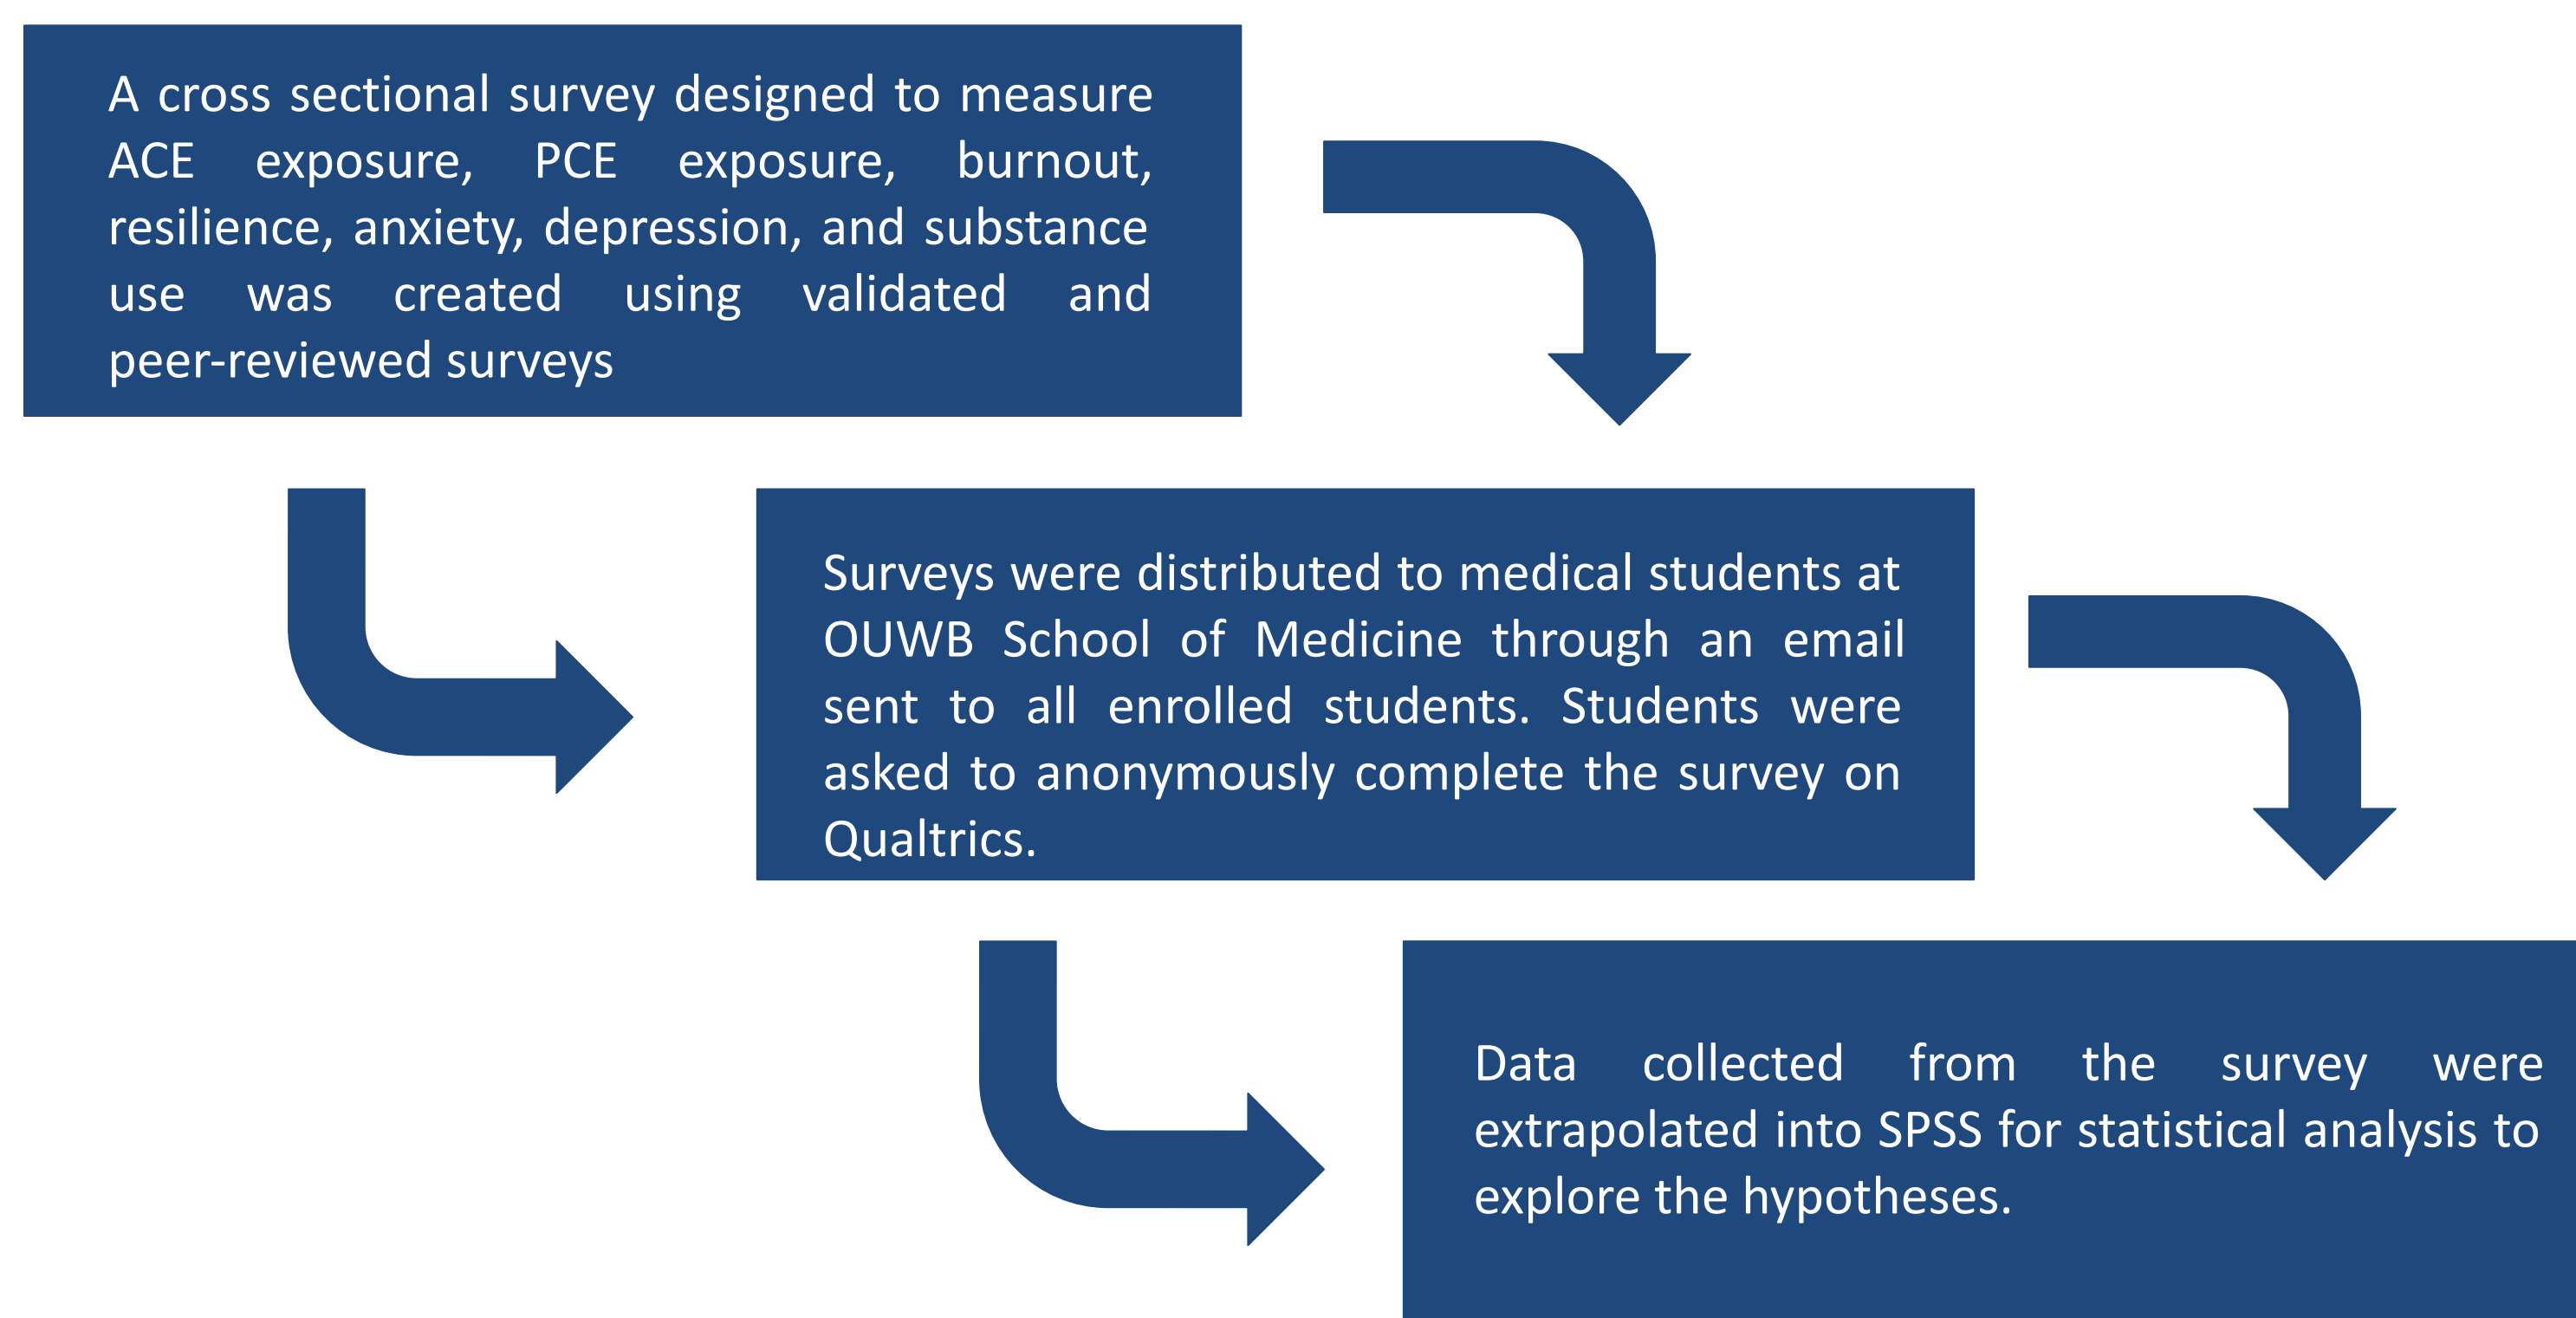 A cross sectional survey designed to measure
ACE exposure, PCE exposure, burnout,
resilience, anxiety, depression, and substance
use was created using validated and
peer-reviewed surveys
Surveys were distributed to medical students at
OUWB School of Medicine through an email
sent to all enrolled students. Students were
asked to anonymously complete the survey on
Qualtrics.
Data collected from the survey were
extrapolated into SPSS for statistical analysis to
explore the hypotheses.